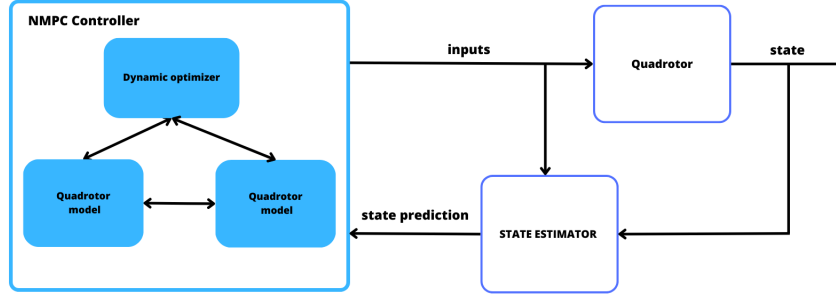 NMPC Controller
Dynamic optimizer
Quadrotor
model
Quadrotor
model
inputs
Quadrotor
state
state prediction
STATE ESTIMATOR